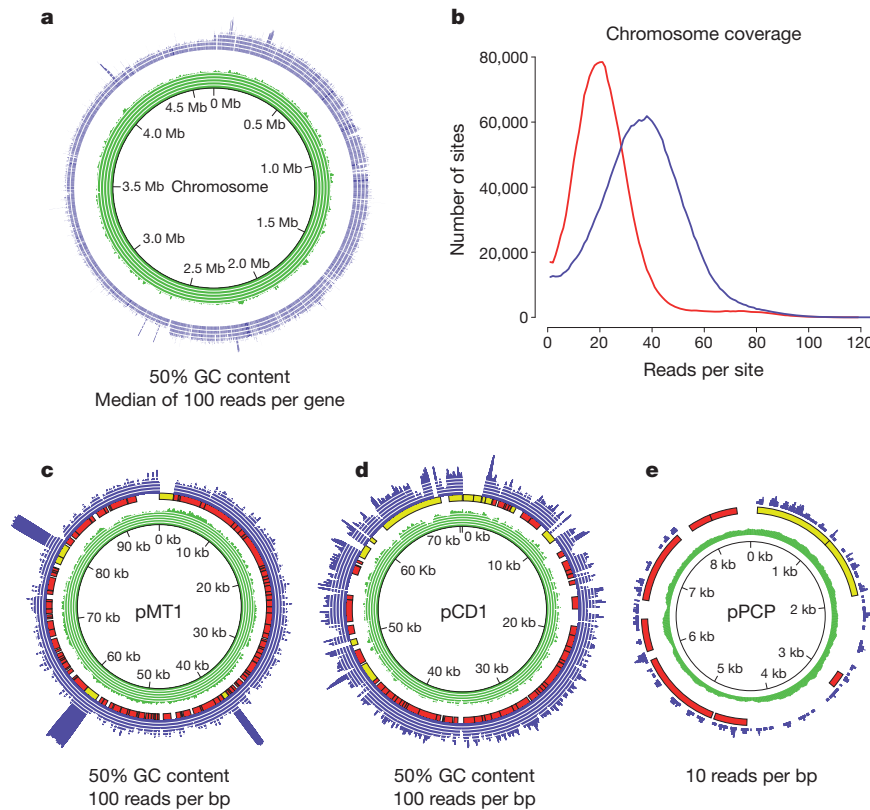 a
4.5 Mb
0 Mb
0.5 Mb
1.0 Mb
1.5 Mb
2.0 Mb
2.5 Mb
3.0 Mb
3.5 Mb
4.0 Mb
Chromosome
50% GC content
Median of 100 reads per gene
b
Chromosome coverage
80,000
60,000
40,000
20,000
0
Number of sites
0
20
40
60
80
100
120
Reads per site
c
0 kb
10 kb
20 kb
30 kb
40 kb
50 kb
60 kb
70 kb
80 kb
90 kb
pMT1
50% GC content
100 reads per bp
d
0 kb
10 kb
20 kb
30 kb
40 kb
50 kb
60 kb
70 kb
pCD1
50% GC content
100 reads per bp
e
0 kb
1 kb
2 kb
3 kb
4 kb
5 kb
6 kb
7 kb
8 kb
pPCP
10 reads per bp